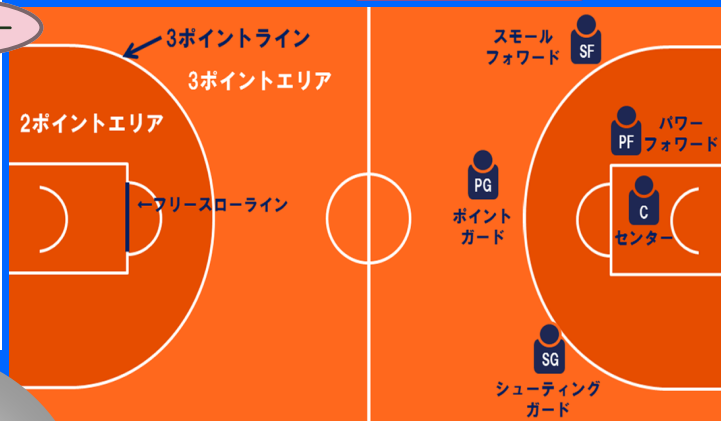 3ポイントライン
3ポイントエリア
2ポイントエリア
←フリースローライン
スモール
フォワード
SF
PF
パワー
フォワード
PG
ポイント
ガード
C
センター
SG
シューティング
ガード